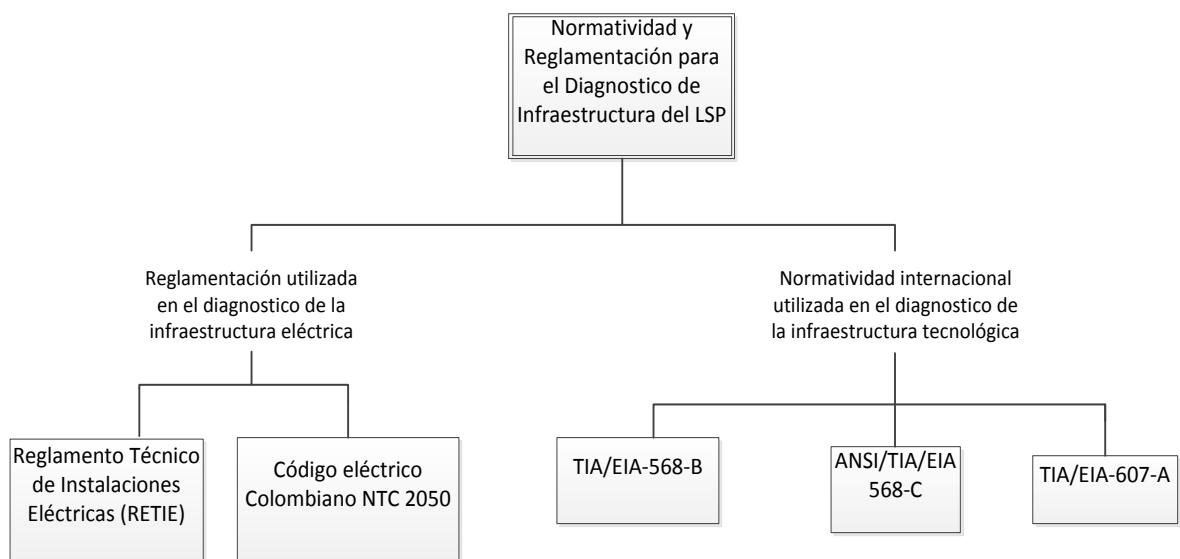 Normatividad y
Reglamentación para
el Diagnostico de
Infraestructura del LSP
Reglamentación utilizada
en el diagnostico de la
infraestructura eléctrica
Normatividad internacional
utilizada en el diagnostico de
la infraestructura tecnológica
Reglamento Técnico
de Instalaciones
Eléctricas (RETIE)
Código eléctrico
Colombiano NTC 2050
TIA/EIA-568-B
ANSI/TIA/EIA
568-C
TIA/EIA-607-A